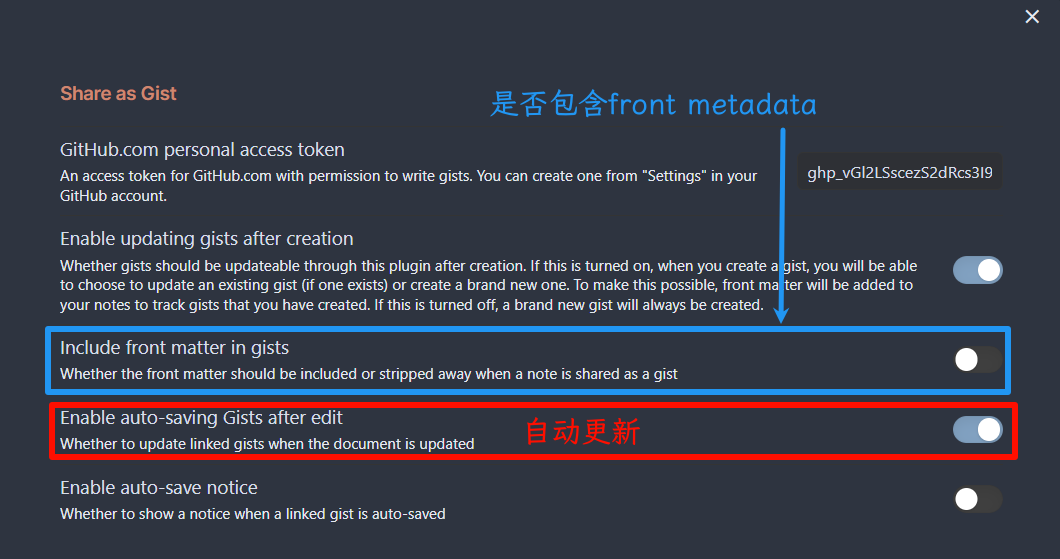 Share as Gist
是否包含front metadata
GitHub.com personal access token
An access token for GitHub.com with permission to write gists. You can create one from "Settings" in your
GitHub account.
ghp_vGl2LSscezS2dRcs3I9
Enable updating gists after creation
Whether gists should be updateable through this plugin after creation. If this is turned on, when you create a gist, you will be able
to choose to update an existing gist (if one exists) or create a brand new one. To make this possible, front matter will be added to
your notes to track gists that you have created. If this is turned off, a brand new gist will always be created.
Include front matter in gists
Whether the front matter should be included or stripped away when a note is shared as a gist
Enable auto-saving Gists after edit
Whether to update linked gists when the document is updated
自动更新
Enable auto-save notice
Whether to show a notice when a linked gist is auto-saved